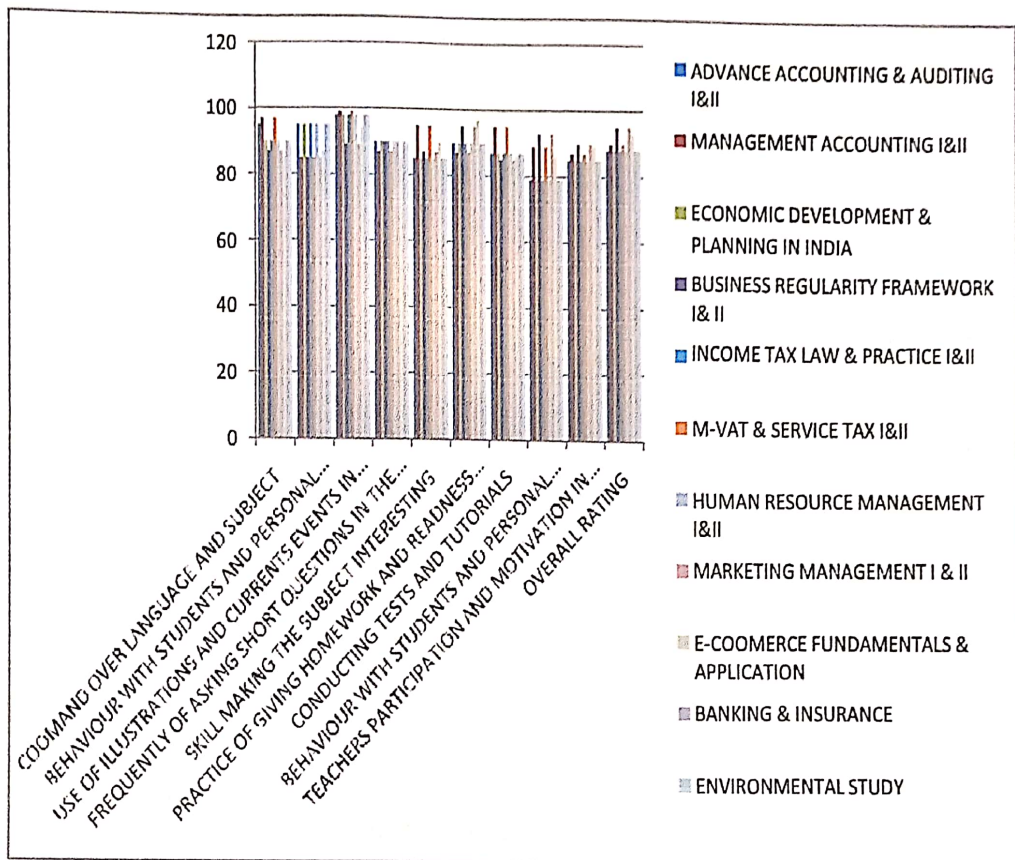 120
100
80
60
40
20
0
COOMAND OVER LANGUAGE AND SUBJECT
BEHAVIOUR WITH STUDENTS AND PERSONAL...
USE OF ILLUSTRATIONS AND CURRENTS EVENTS IN...
FREQUENTLY OF ASKING SHORT QUESTIONS IN THE...
SKILL MAKING THE SUBJECT INTERESTING
PRACTICE OF GIVING HOMEWORK AND READNESS...
CONDUCTING TESTS AND TUTORIALS
BEHAVIOUR WITH STUDENTS AND PERSONAL...
TEACHERS PARTICIPATION AND MOTIVATION IN...
OVERALL RATING
ADVANCE ACCOUNTING & AUDITING
I&II
MANAGEMENT ACCOUNTING I&II
ECONOMIC DEVELOPMENT &
PLANNING IN INDIA
BUSINESS REGULARITY FRAMEWORK
I& II
INCOME TAX LAW & PRACTICE I&II
M-VAT & SERVICE TAX I&II
HUMAN RESOURCE MANAGEMENT
I&II
MARKETING MANAGEMENT I & II
E-COOMERCE FUNDAMENTALS &
APPLICATION
BANKING & INSURANCE
ENVIRONMENTAL STUDY